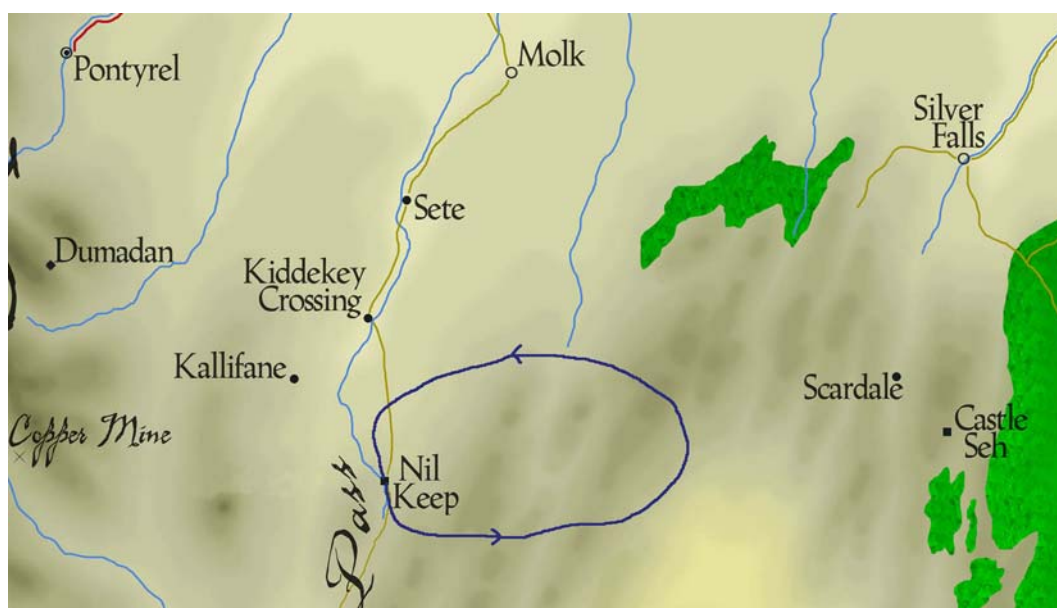 Pontyrel
Molk
Silver
Falls
Sete
Dumadan
Kiddekey
Crossing
Kallifane
Scardale
Copper Mine
Castle
Seh
Nil
Keep
Pass